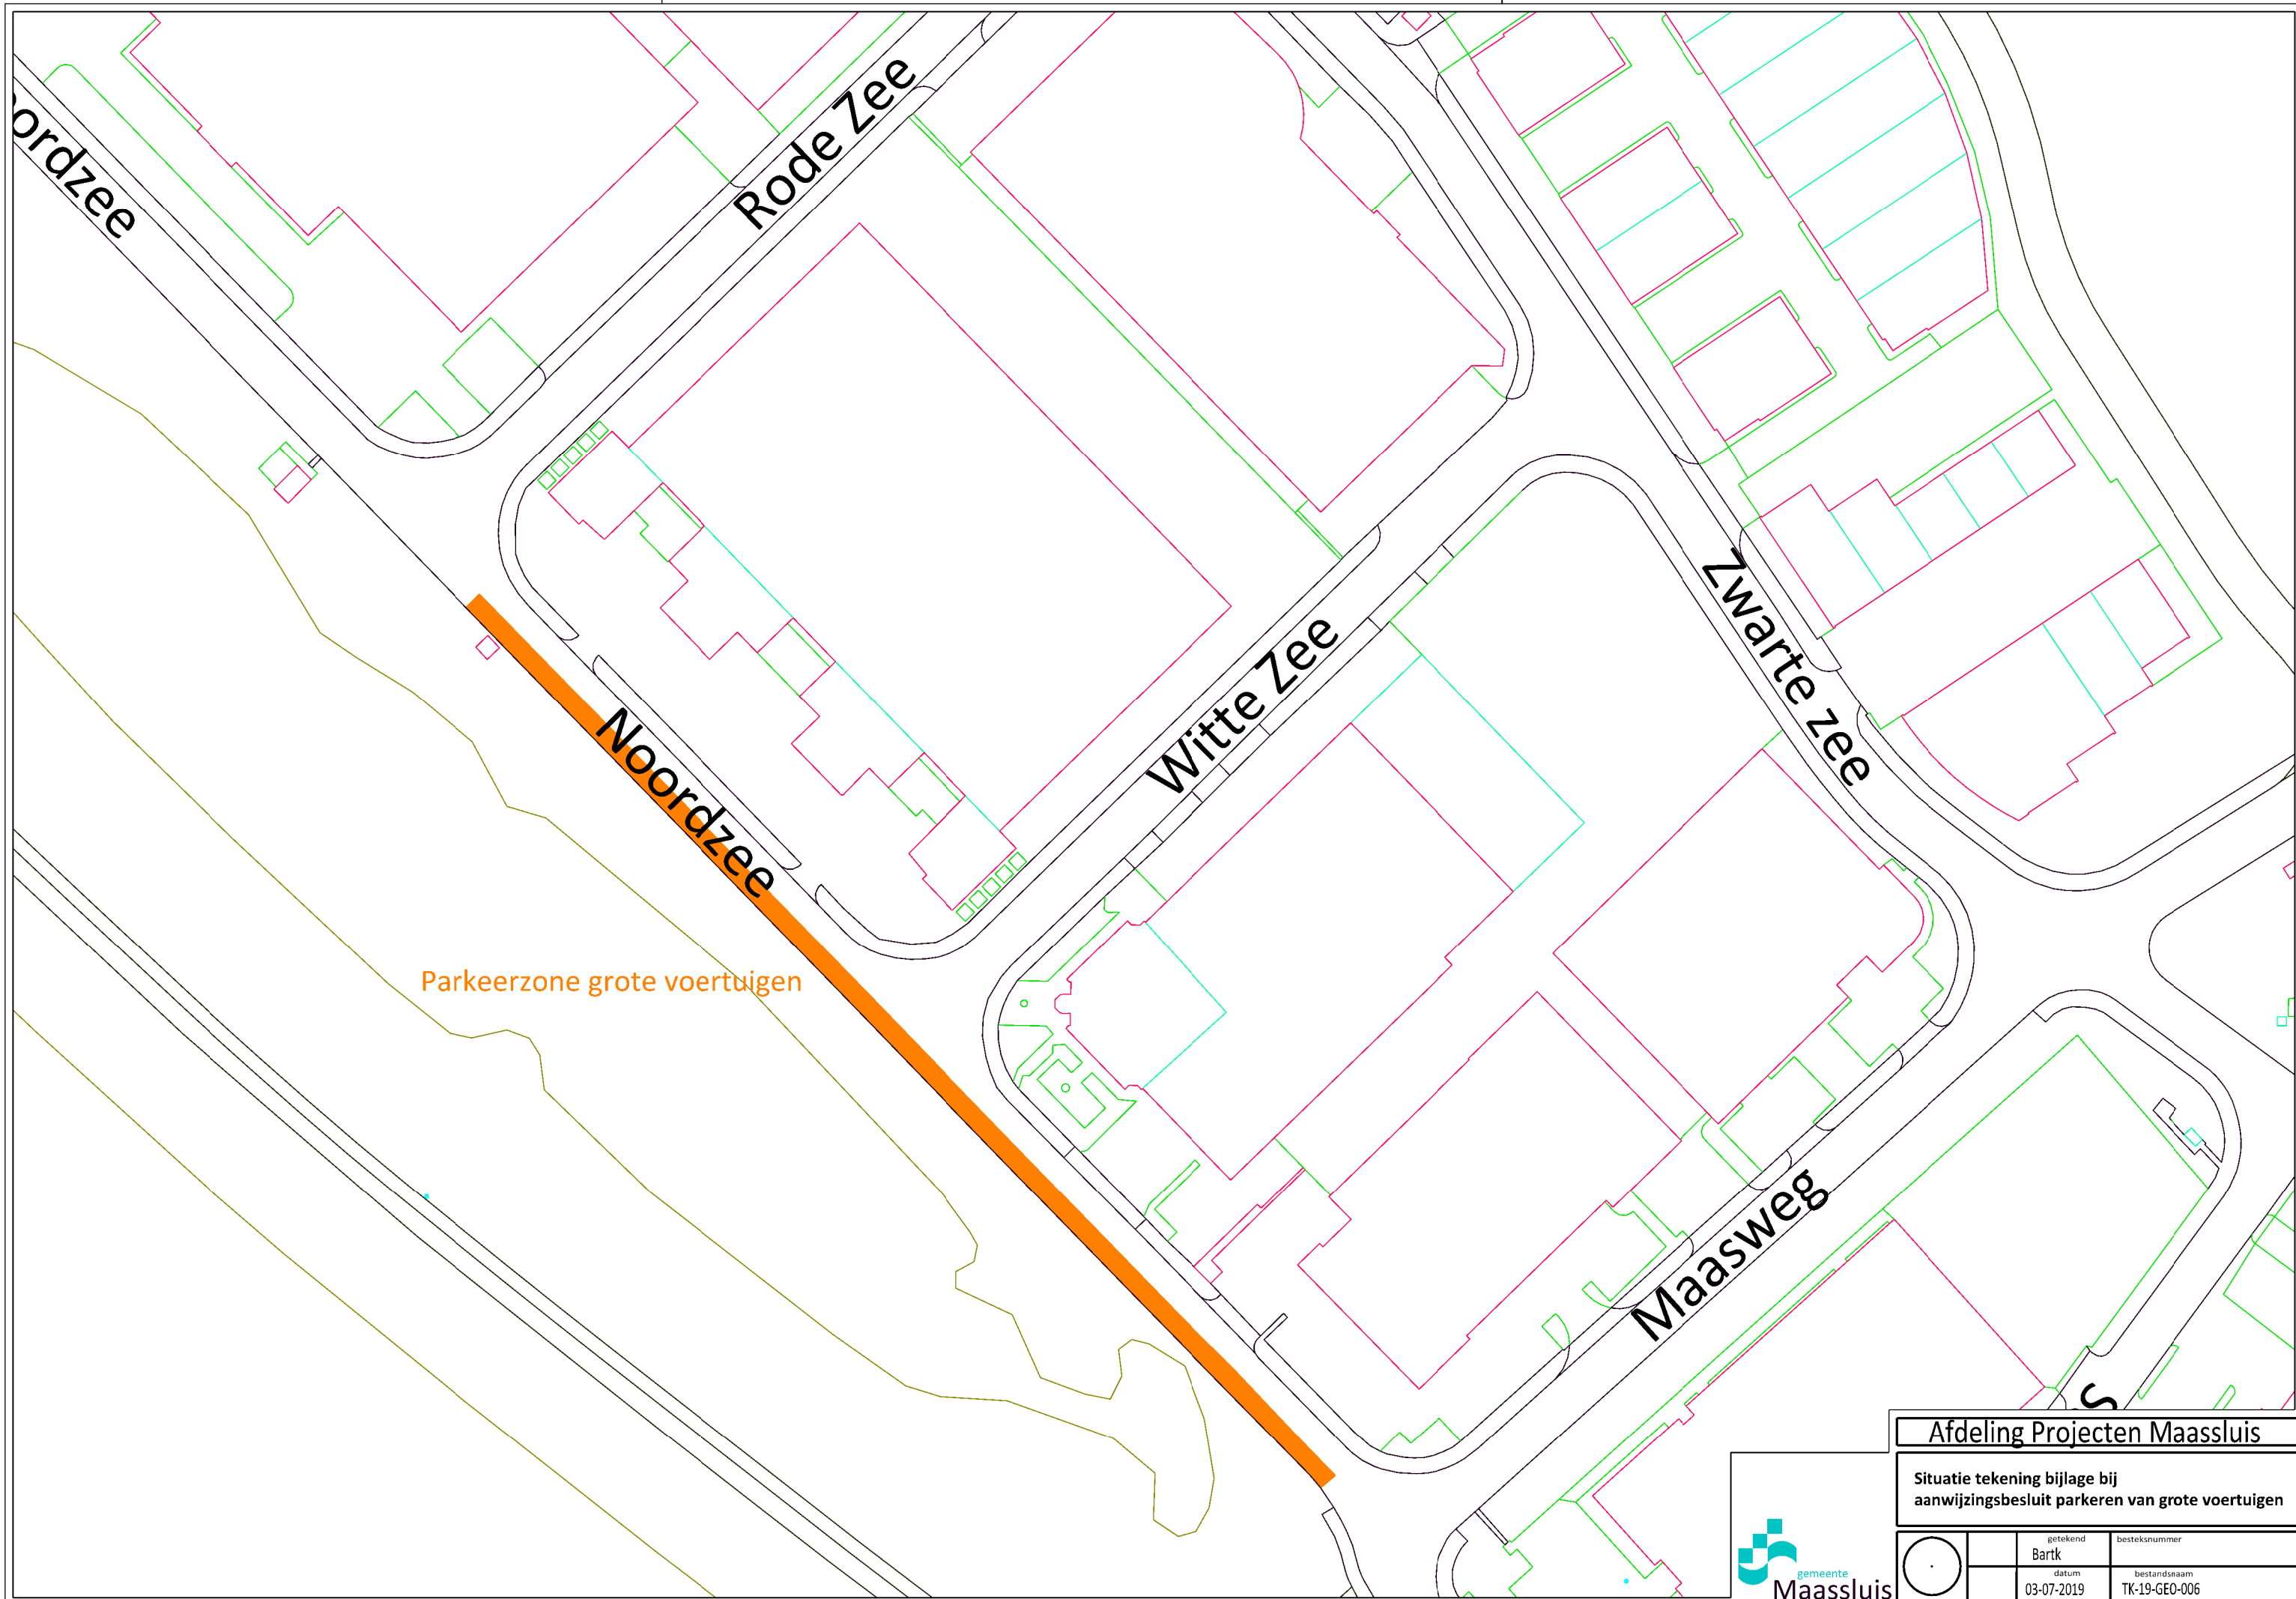 ordzee
Rode Zee
Noordzee
Witte Zee
Zwarte zee
Parkeerzone grote voertuigen
Maasweg
S
Afdeling Projecten Maassluis
Situatie tekening bijlage bij
aanwijzingsbesluit parkeren van grote voertuigen
getekend
besteksnummer
Bartk
datum
bestandsnaam
03-07-2019
TK-19-GEO-006
gemeente
Maassluis